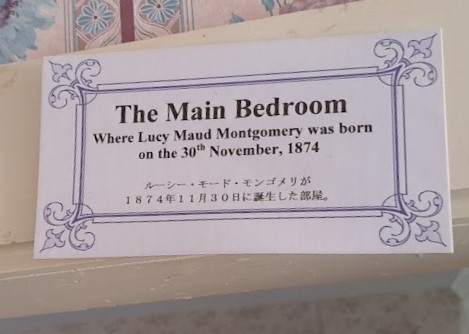 The Main Bedroom
Where Lucy Maud Montgomery was born
on the 30th November, 1874
ルーシー・モード・モンゴメリが
１８７４年１１月３０日に誕生した部屋。